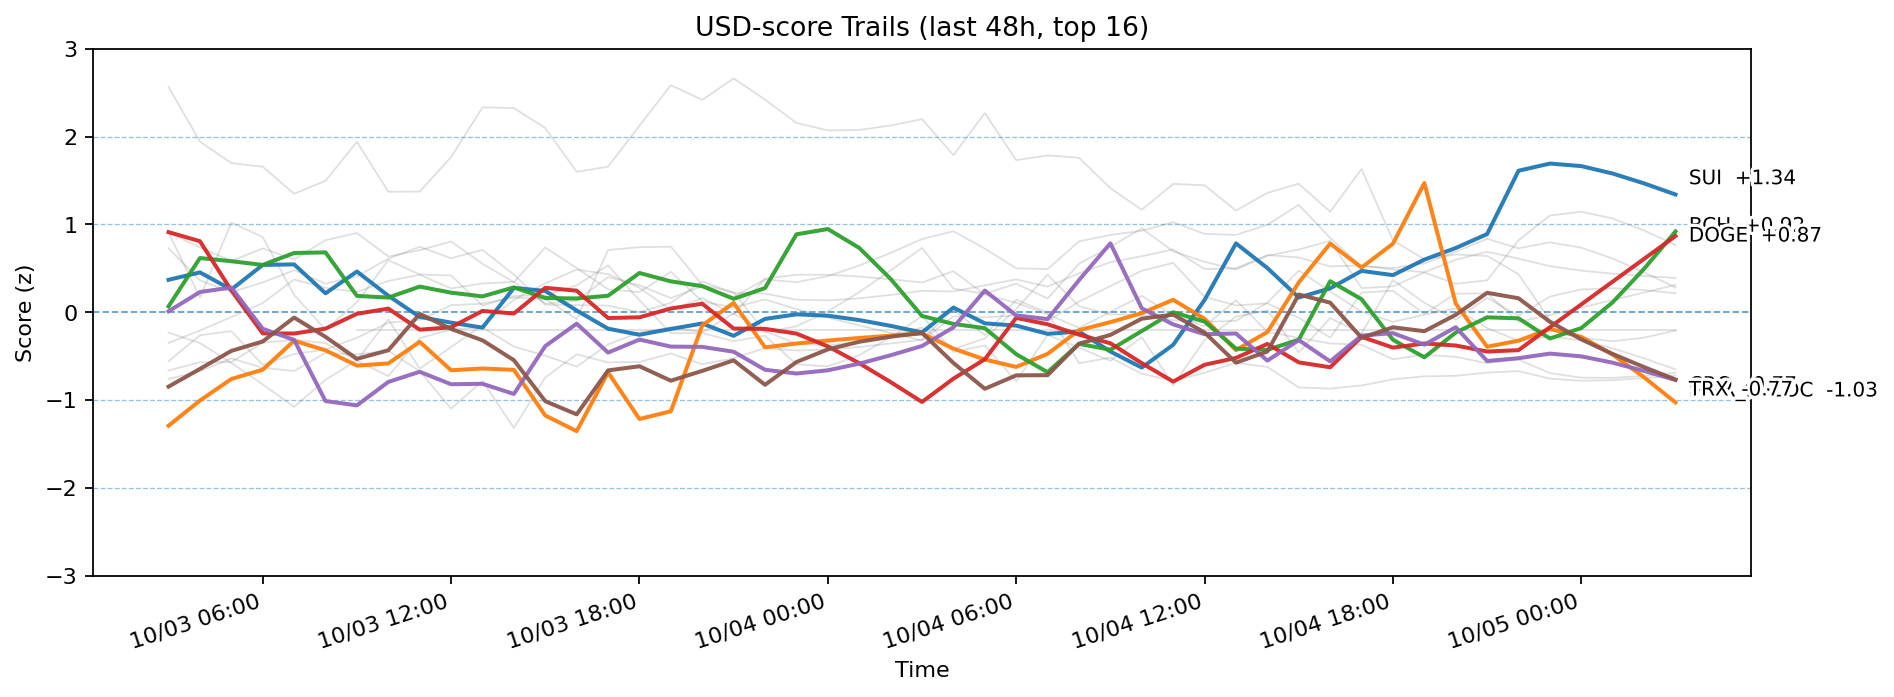 USD-score Trails (last 48h, top 16)
Score (z)
3
2
1
0
−1
−2
−3
SUI +1.34
DOGE +0.87
TRX -0.77
-1.03
10/03 06:00
10/03 12:00
10/03 18:00
10/04 00:00
10/04 06:00
10/04 12:00
10/04 18:00
10/05 00:00
Time